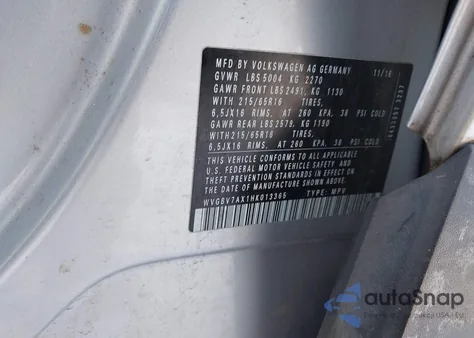 MFD. BY VOLKSWAGEN AG GERMANY 11/16
GVWR LBS 5004 KG 2270
GAWR FRONT LBS 2491, KG 1130
WITH 215/65R16 TIRES,
6,5JX16 RIMS, AT 260 KPA, 38 PSI COLD
GAWR REAR LBS 2579, KG 1190
WITH 215/65R16 TIRES,
6,5JX16 RIMS, AT 260 KPA, 38 PSI COLD
THIS VEHICLE CONFORMS TO ALL APPLICABLE
U.S. FEDERAL MOTOR VEHICLE SAFETY, BUMPER AND
THEFT PREVENTION STANDARDS IN EFFECT ON THE
DATE OF MANUFACTURE SHOWN ABOVE.
WVGBV7AX1HK013365 TYPE: MPV
autoSnap